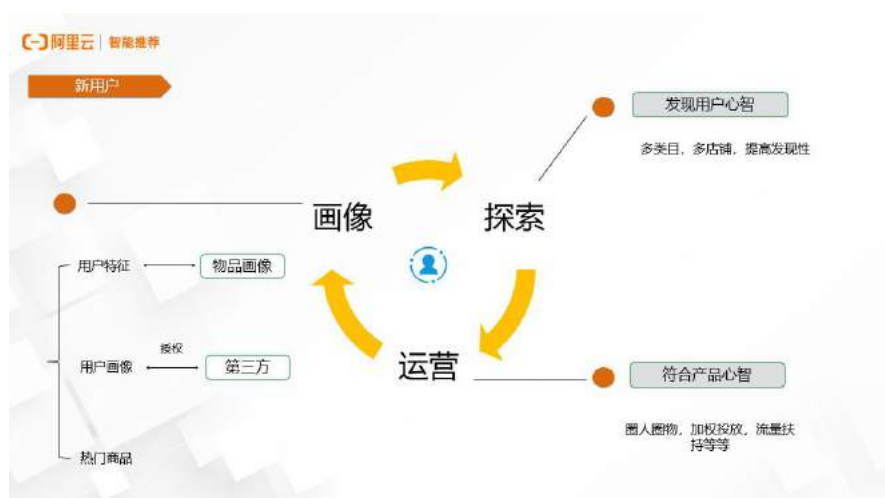 阿里云 | 智能推荐
新用户
发现用户心智
多类目，多店铺，提高发现性
画像
探索
用户特征
物品画像
授权
用户画像
第三方
运营
符合产品心智
圈人圈物，加权投放，流量扶
持等等
热门商品